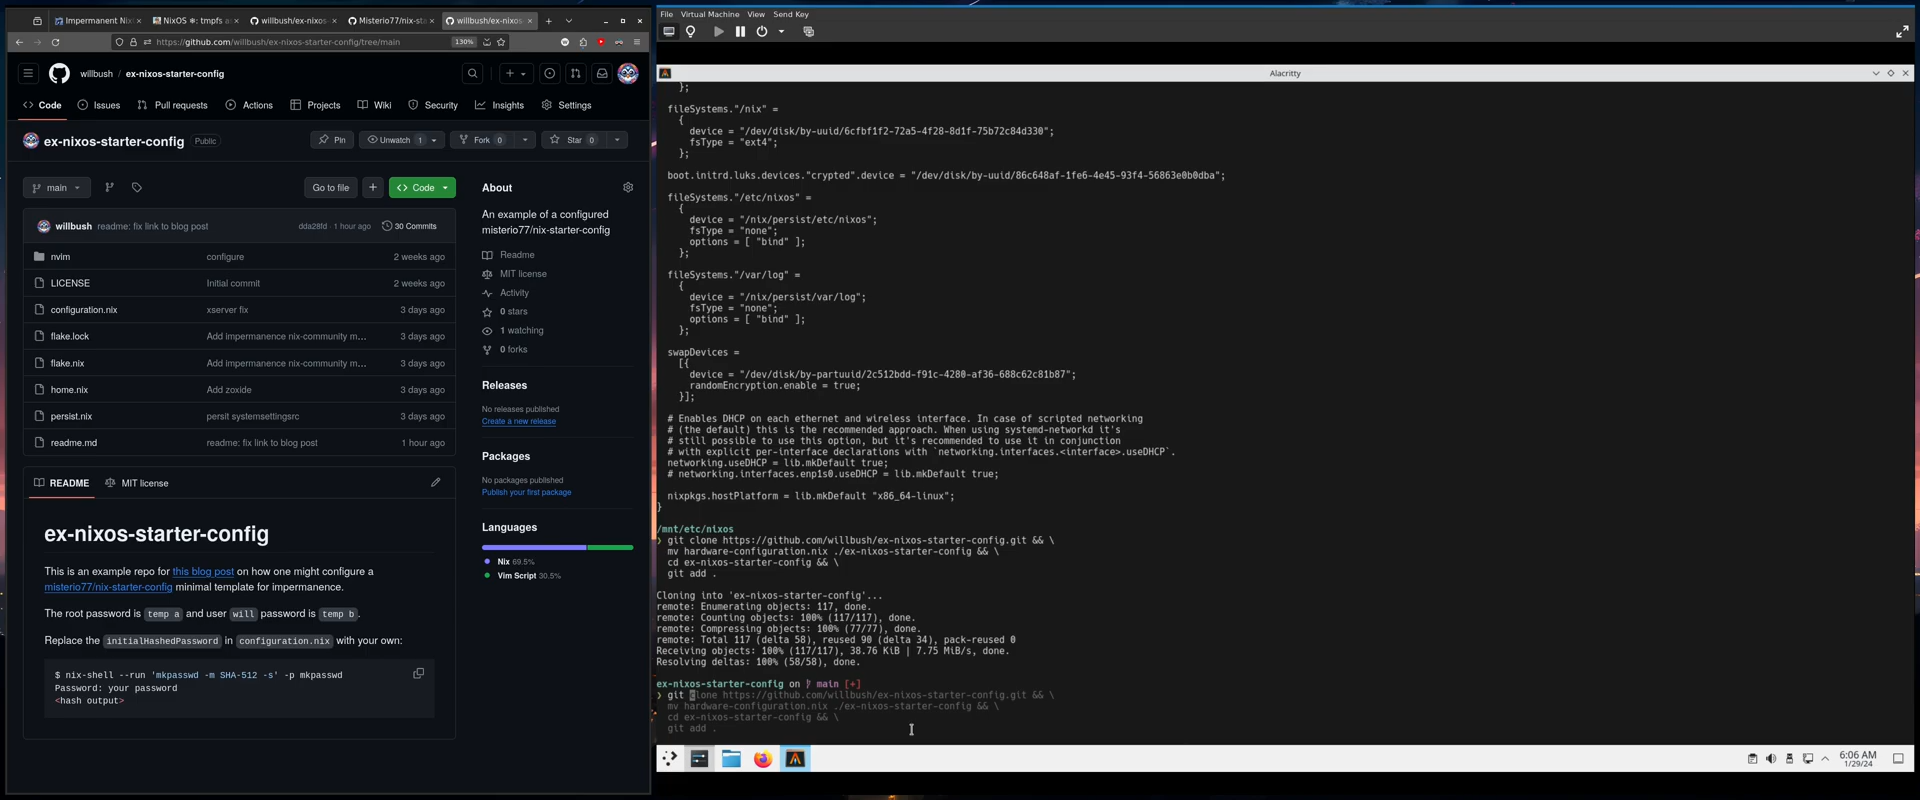 Impermanent Nix
NixOS ❄: tmpfs a
willbush/ex-nixos
Misterio77/nix-sta
willbush/ex-nixos
https://github.com/willbush/ex-nixos-starter-config/tree/main
130%
willbush / ex-nixos-starter-config
Code
Issues
Pull requests
Actions
Projects
Wiki
Security
Insights
Settings
ex-nixos-starter-config
Public
Pin
Unwatch 1
Fork 0
Star 0
main
Go to file
Code
willbush readme: fix link to blog post dda28fd · 1 hour ago 30 Commits
nvim configure 2 weeks ago
LICENSE Initial commit 2 weeks ago
configuration.nix xserver fix 3 days ago
flake.lock Add impermanence nix-community m... 3 days ago
flake.nix Add impermanence nix-community m... 3 days ago
home.nix Add zoxide 3 days ago
persist.nix persit systemsettingsrc 3 days ago
readme.md readme: fix link to blog post 1 hour ago
README
MIT license
ex-nixos-starter-config
This is an example repo for this blog post on how one might configure a
misterio77/nix-starter-config minimal template for impermanence.
The root password is temp a and user will password is temp b.
Replace the initialHashedPassword in configuration.nix with your own:
$ nix-shell --run 'mkpasswd -m SHA-512 -s' -p mkpasswd
Password: your password
<hash output>
About
An example of a configured
misterio77/nix-starter-config
Readme
MIT license
Activity
0 stars
1 watching
0 forks
Releases
No releases published
Create a new release
Packages
No packages published
Publish your first package
Languages
Nix 69.5%
Vim Script 30.5%
File Virtual Machine View Send Key
Alacritty
};
fileSystems."/nix" =
{
device = "/dev/disk/by-uuid/6cfbf1f2-72a5-4f28-8d1f-75b72c84d330";
fsType = "ext4";
};
boot.initrd.luks.devices."crypted".device = "/dev/disk/by-uuid/86c648af-1fe6-4e45-93f4-56863e0b0dba";
fileSystems."/etc/nixos" =
{
device = "/nix/persist/etc/nixos";
fsType = "none";
options = [ "bind" ];
};
fileSystems."/var/log" =
{
device = "/nix/persist/var/log";
fsType = "none";
options = [ "bind" ];
};
swapDevices =
[{
device = "/dev/disk/by-partuuid/2c512bdd-f91c-4280-af36-688c62c81b87";
randomEncryption.enable = true;
}];
# Enables DHCP on each ethernet and wireless interface. In case of scripted networking
# (the default) this is the recommended approach. When using systemd-networkd it's
# still possible to use this option, but it's recommended to use it in conjunction
# with explicit per-interface declarations with `networking.interfaces.<interface>.useDHCP`.
networking.useDHCP = lib.mkDefault true;
# networking.interfaces.enp1s0.useDHCP = lib.mkDefault true;
nixpkgs.hostPlatform = lib.mkDefault "x86_64-linux";
}
/mnt/etc/nixos
❯ git clone https://github.com/willbush/ex-nixos-starter-config.git && \
mv hardware-configuration.nix ./ex-nixos-starter-config && \
cd ex-nixos-starter-config && \
git add .
Cloning into 'ex-nixos-starter-config'...
remote: Enumerating objects: 117, done.
remote: Counting objects: 100% (117/117), done.
remote: Compressing objects: 100% (77/77), done.
remote: Total 117 (delta 58), reused 90 (delta 34), pack-reused 0
Receiving objects: 100% (117/117), 38.76 KiB | 7.75 MiB/s, done.
Resolving deltas: 100% (58/58), done.
ex-nixos-starter-config on main [+]
❯ git clone https://github.com/willbush/ex-nixos-starter-config.git && \
mv hardware-configuration.nix ./ex-nixos-starter-config && \
cd ex-nixos-starter-config && \
git add .
6:06 AM
1/29/24